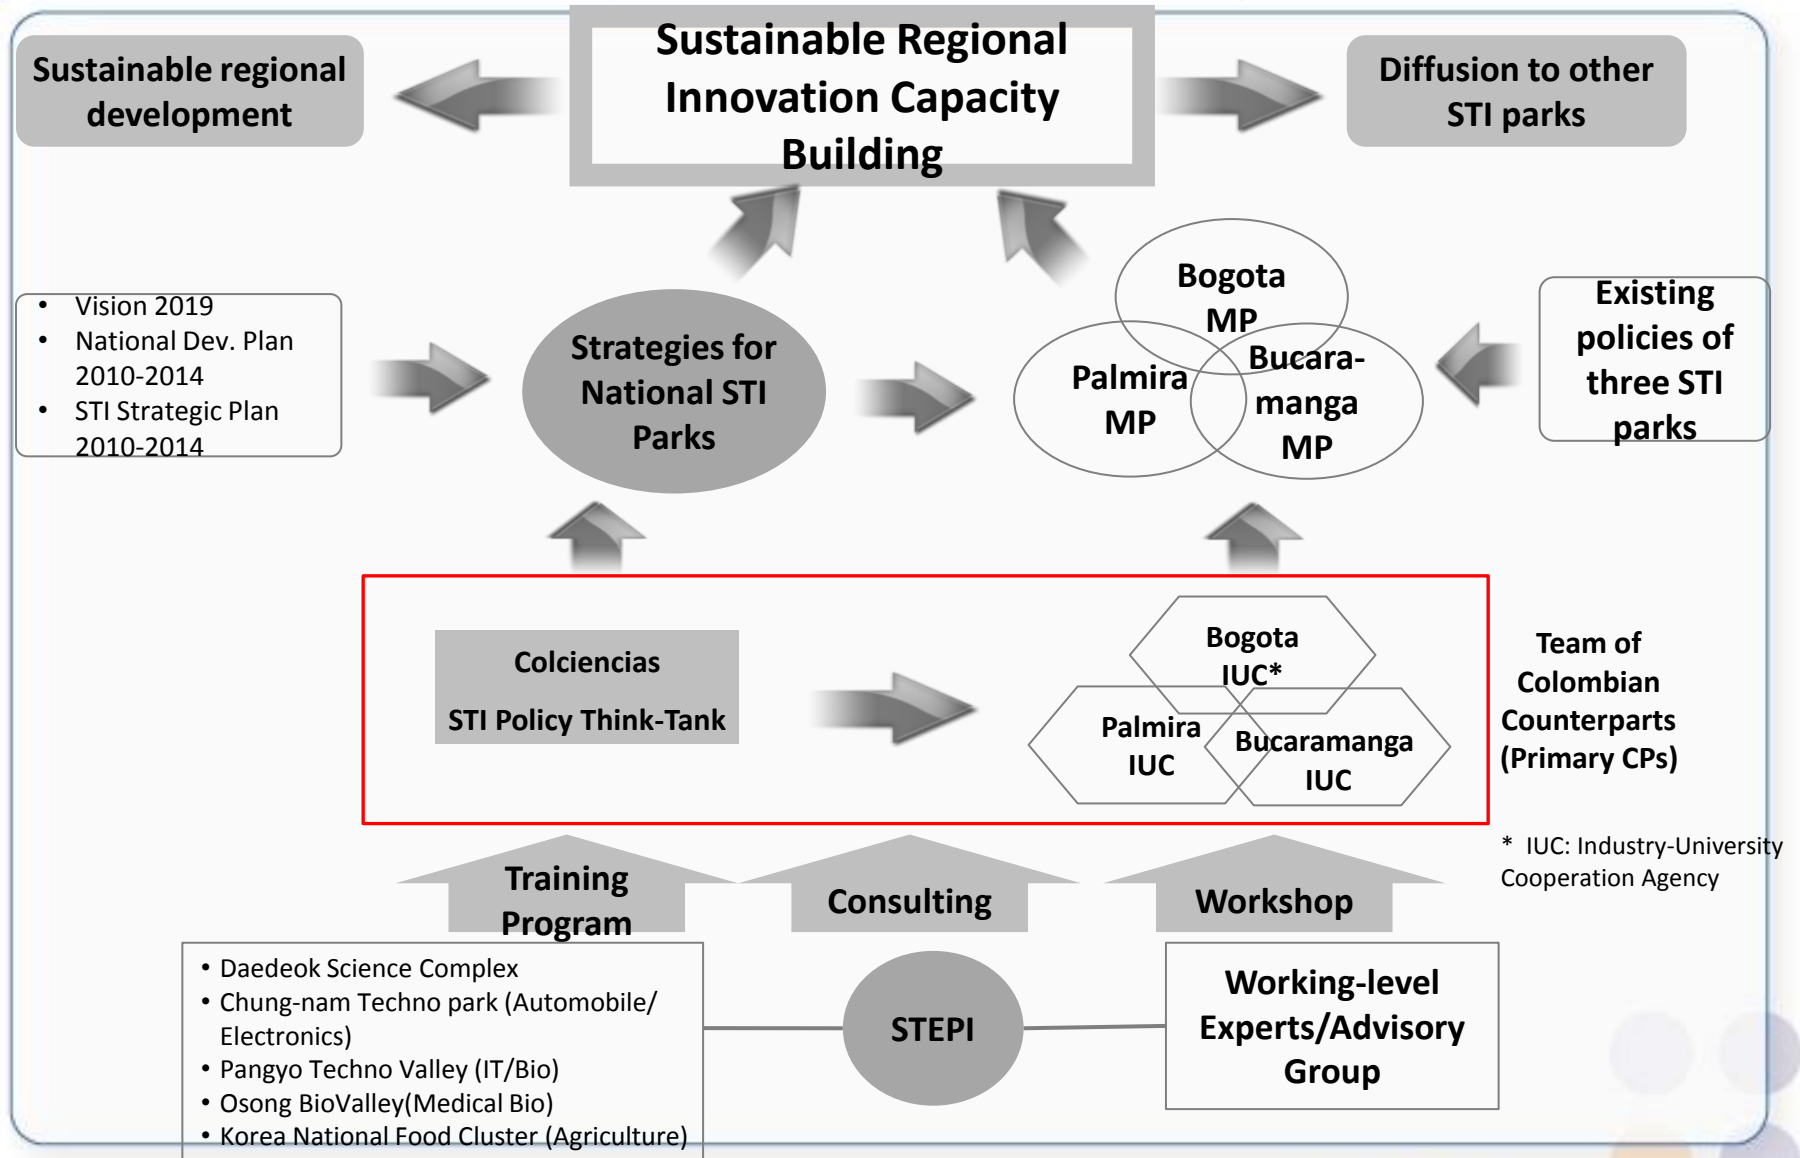 Sustainable Regional
Innovation Capacity
Building
Sustainable regional
development
Diffusion to other
STI parks
• Vision 2019
• National Dev. Plan
2010-2014
• STI Strategic Plan
2010-2014
Strategies for
National STI
Parks
Bogota
MP
Palmira
MP
Bucara-
manga
MP
Existing
policies of
three STI
parks
Colciencias
STI Policy Think-Tank
Bogota
IUC*
Palmira
IUC
Bucaramanga
IUC
Team of
Colombian
Counterparts
(Primary CPs)
* IUC: Industry-University
Cooperation Agency
Training
Program
Consulting
Workshop
• Daedeok Science Complex
• Chung-nam Techno park (Automobile/
Electronics)
• Pangyo Techno Valley (IT/Bio)
• Osong BioValley(Medical Bio)
• Korea National Food Cluster (Agriculture)
STEPI
Working-level
Experts/Advisory
Group